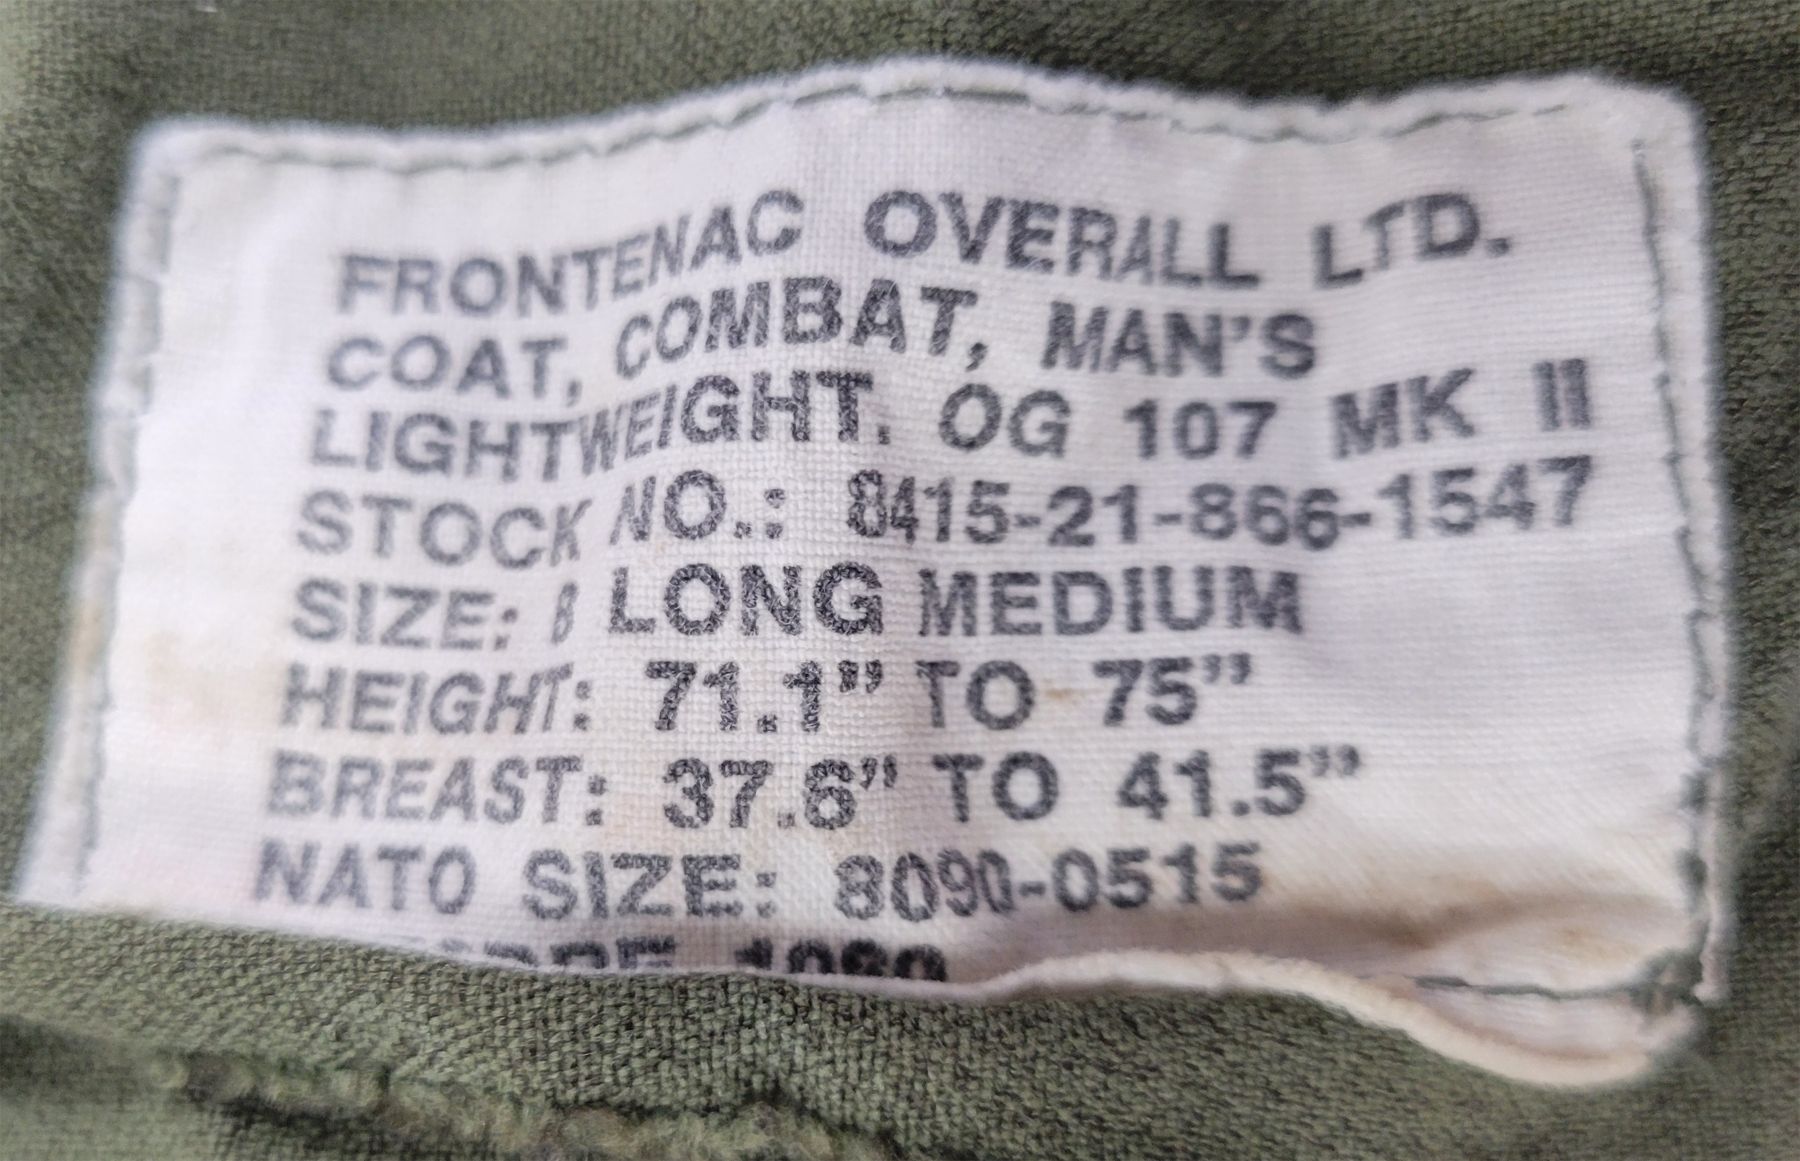 FRONTENAC OVERALL LTD.
COAT, COMBAT, MAN'S
LIGHTWEIGHT. OG 107 MK II
STOCK NO.: 8415-21-866-1547
SIZE: 8 LONG MEDIUM
HEIGHT: 71.1” TO 75”
BREAST: 37.6” TO 41.5”
NATO SIZE: 8090-0515